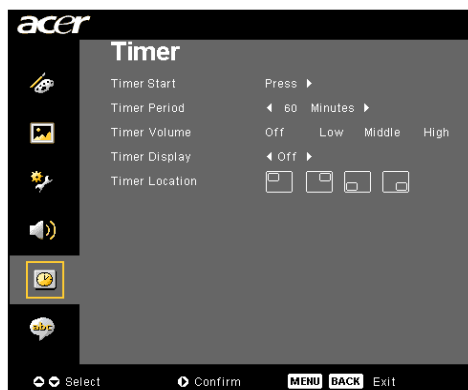 acer
Timer
Timer Start Press
Timer Period 60 Minutes
Timer Volume Off Low Middle High
Timer Display Off
Timer Location
abc
Select Confirm MENU BACK Exit